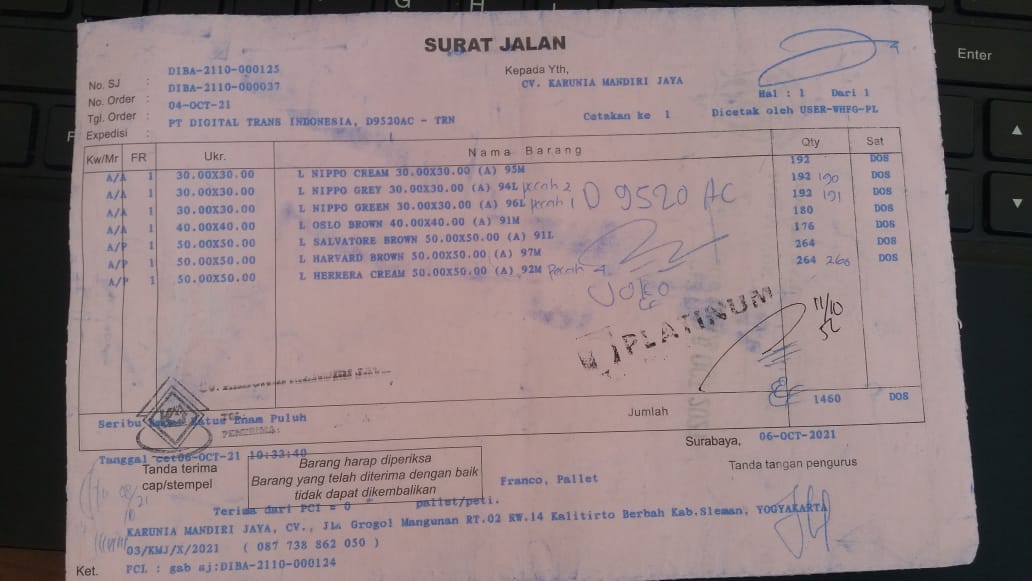 SURAT JALAN
Kepada Yth,
CV. KARUNIA MANDIRI JAYA
No. SJ : DIBA-2110-000125
No. Order : DIBA-2110-000037
Tgl. Order : 04-OCT-21
Expedisi : PT DIGITAL TRANS INDONESIA, D9520AC - TRN
Hal : 1 Dari 1
Cetakan ke 1 Dicetak oleh USER-WHFG-PL
Kw/Mr FR Ukr. Nama Barang Qty Sat
A/A 1 30.00X30.00 L NIPPO CREAM 30.00X30.00 (A) 95M 192 DOS
A/A 1 30.00X30.00 L NIPPO GREY 30.00X30.00 (A) 94L pecah 2 192 190 DOS
A/A 1 30.00X30.00 L NIPPO GREEN 30.00X30.00 (A) 96L pecah 1 192 191 DOS
D 9520 AC
A/A 1 40.00X40.00 L OSLO BROWN 40.00X40.00 (A) 91M 180 DOS
A/P 1 50.00X50.00 L SALVATORE BROWN 50.00X50.00 (A) 91L 176 DOS
A/P 1 50.00X50.00 L HARVARD BROWN 50.00X50.00 (A) 97M 264 DOS
A/P 1 50.00X50.00 L HERRERA CREAM 50.00X50.00 (A) 92M pecah 4 264 260 DOS
PLATINUM
11/10
Jumlah 1460 DOS
Seribu Ratus Enam Puluh
TGL:
PENERIMA:
Surabaya, 06-OCT-2021
Tanggal cet06-OCT-21 10:33:40
Tanda terima
cap/stempel
Barang harap diperiksa
Barang yang telah diterima dengan baik
tidak dapat dikembalikan
Franco, Pallet
Tanda tangan pengurus
Terima dari PCI = 0 pallet/peti.
KARUNIA MANDIRI JAYA, CV., JLn Grogol Mangunan RT.02 RW.14 Kalitirto Berbah Kab.Sleman, YOGYAKARTA
03/KMJ/X/2021 ( 087 738 862 050 )
Ket. FCL : gab sj:DIBA-2110-000124
Enter